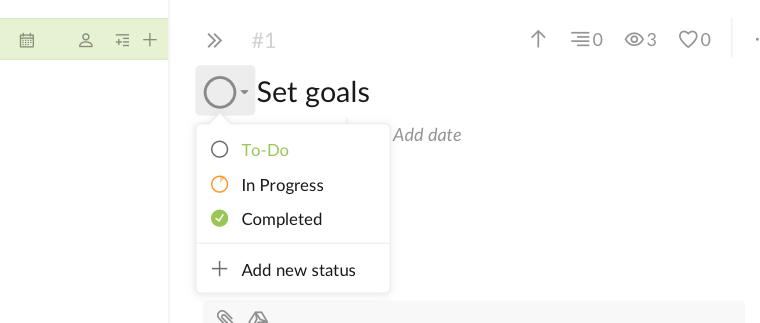 #1
0 3 0
Set goals
Add date
To-Do
In Progress
Completed
Add new status